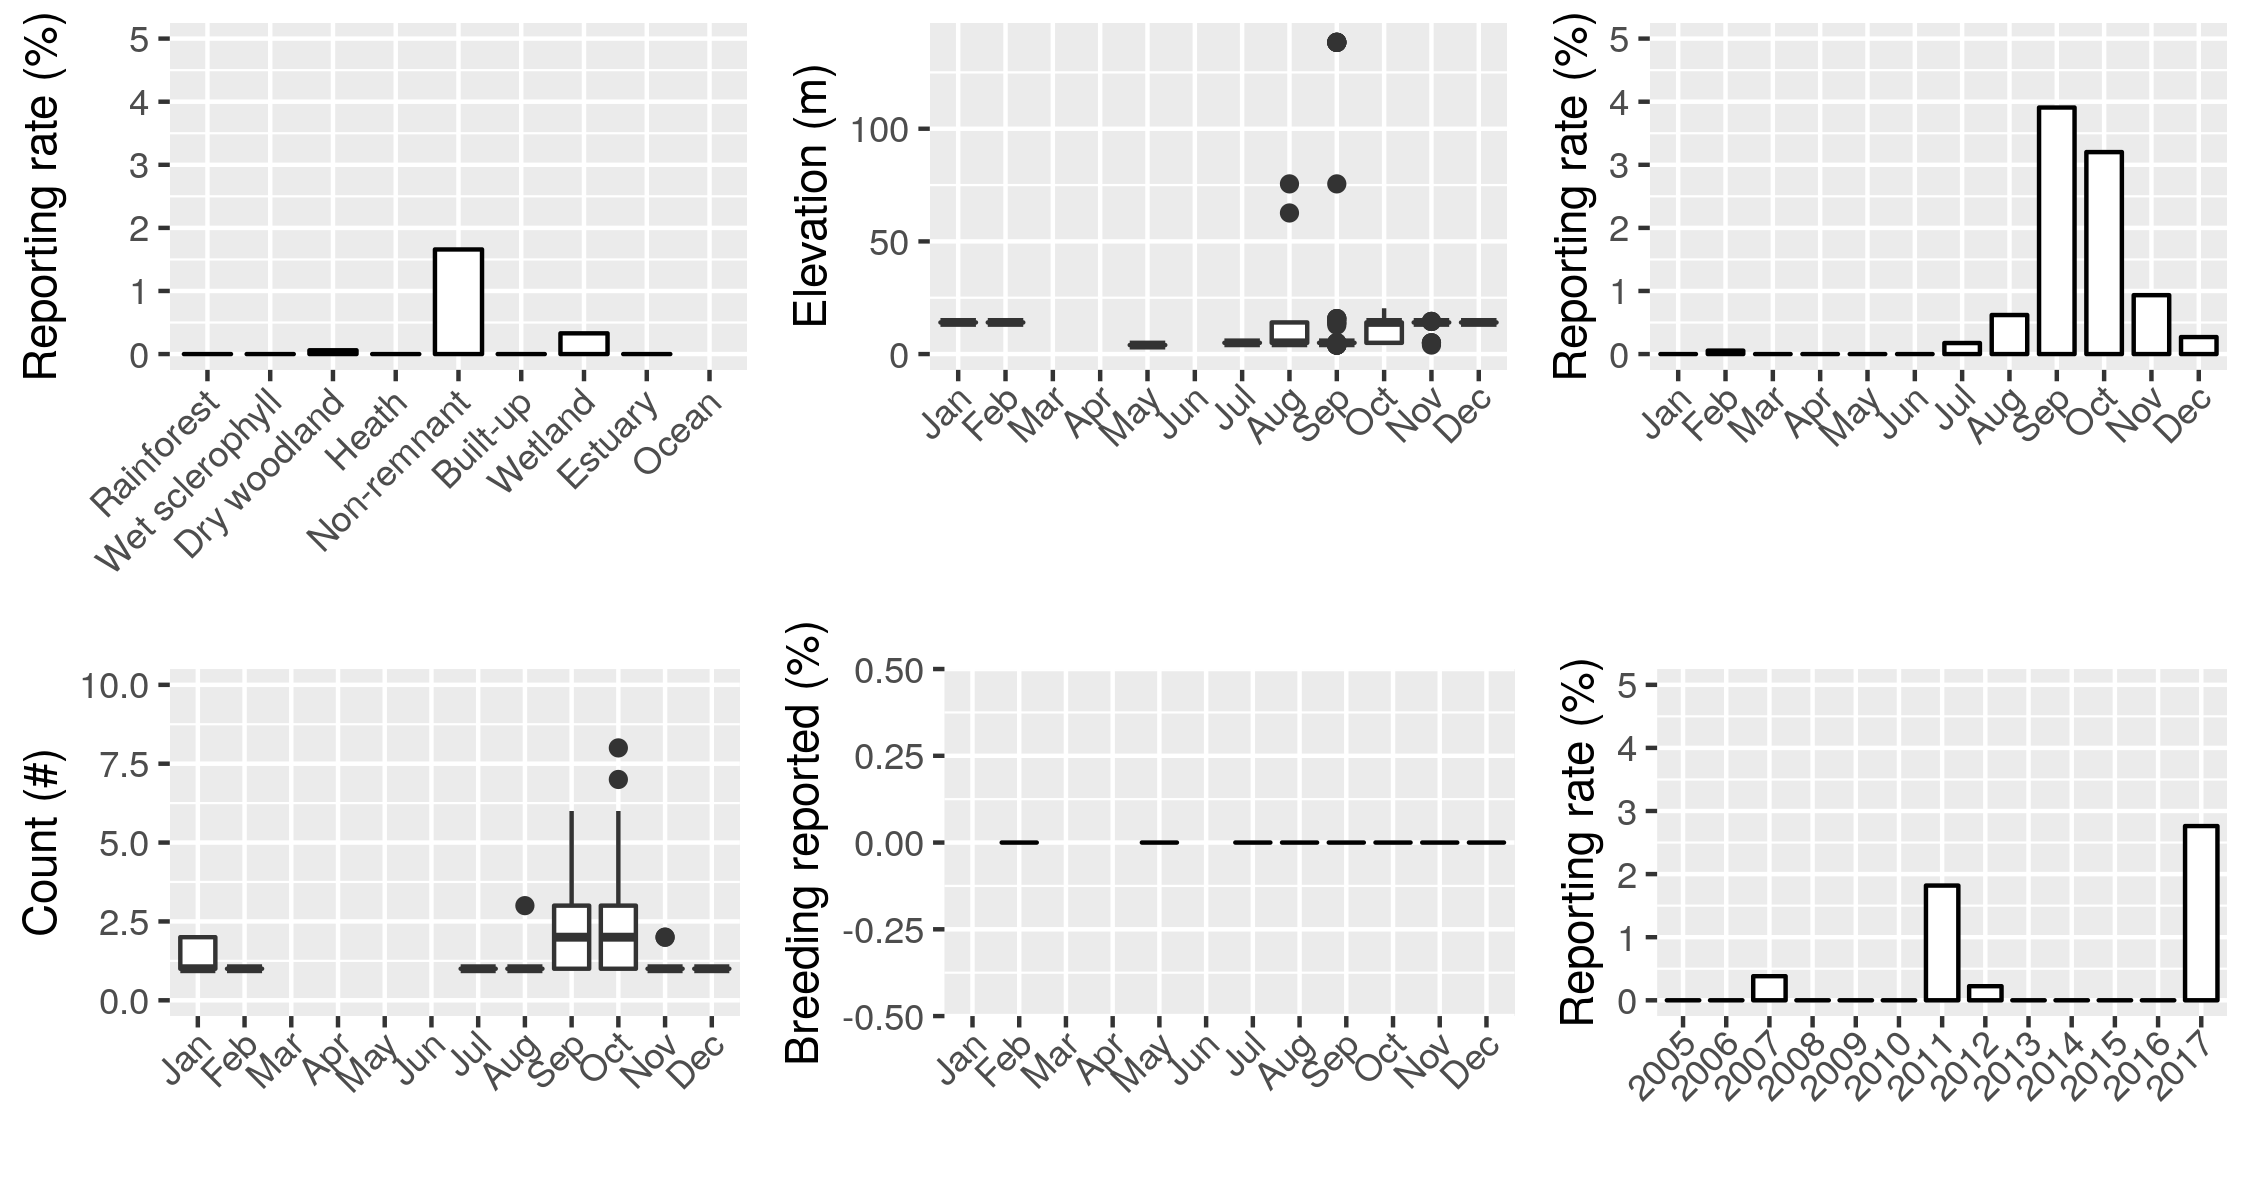 Reporting rate (%)
5
4
3
2
1
0
Rainforest
Wet sclerophyll
Dry woodland
Heath
Non-remnant
Built-up
Wetland
Estuary
Ocean
Elevation (m)
100
50
0
Jan
Feb
Mar
Apr
May
Jun
Jul
Aug
Sep
Oct
Nov
Dec
Reporting rate (%)
5
4
3
2
1
0
Jan
Feb
Mar
Apr
May
Jun
Jul
Aug
Sep
Oct
Nov
Dec
Count (#)
10.0
7.5
5.0
2.5
0.0
Jan
Feb
Mar
Apr
May
Jun
Jul
Aug
Sep
Oct
Nov
Dec
Breeding reported (%)
0.50
0.25
0.00
-0.25
-0.50
Jan
Feb
Mar
Apr
May
Jun
Jul
Aug
Sep
Oct
Nov
Dec
Reporting rate (%)
5
4
3
2
1
0
2005
2006
2007
2008
2009
2010
2011
2012
2013
2014
2015
2016
2017